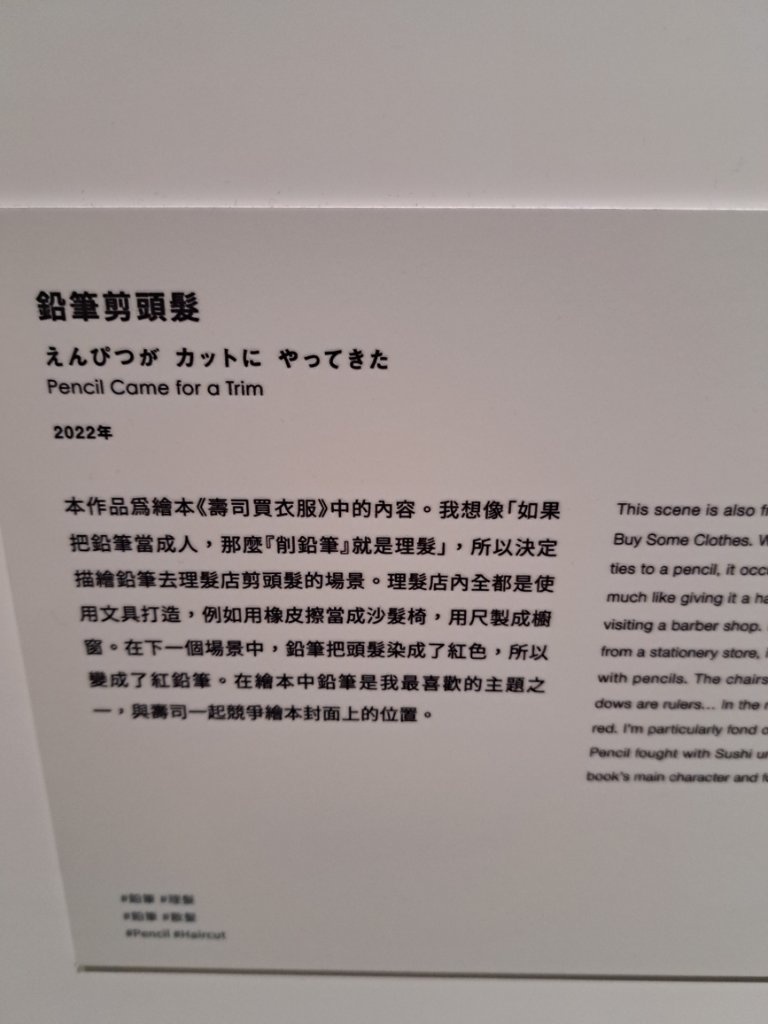 鉛筆剪頭髮
えんぴつが カットに やってきた
Pencil Came for a Trim
2022年
本作品爲繪本《壽司買衣服》中的內容。我想像「如果
把鉛筆當成人，那麼『削鉛筆』就是理髮」，所以決定
描繪鉛筆去理髮店剪頭髮的場景。理髮店內全都是使
用文具打造，例如用橡皮擦當成沙髮椅，用尺製成櫥
窗。在下一個場景中，鉛筆把頭髮染成了紅色，所以
變成了紅鉛筆。在繪本中鉛筆是我最喜歡的主題之
一，與壽司一起競爭繪本封面上的位置。
This scene is also
Buy Some Clothes.
ties to a pencil, it
much like giving it a
visiting a barber shop.
from a stationery store,
with pencils. The chairs
dows are rulers... In the
red. I'm particularly fond
Pencil fought with Sushi
book's main character and
#鉛筆 #理髮
#鉛筆 #散髮
#Pencil #Haircut